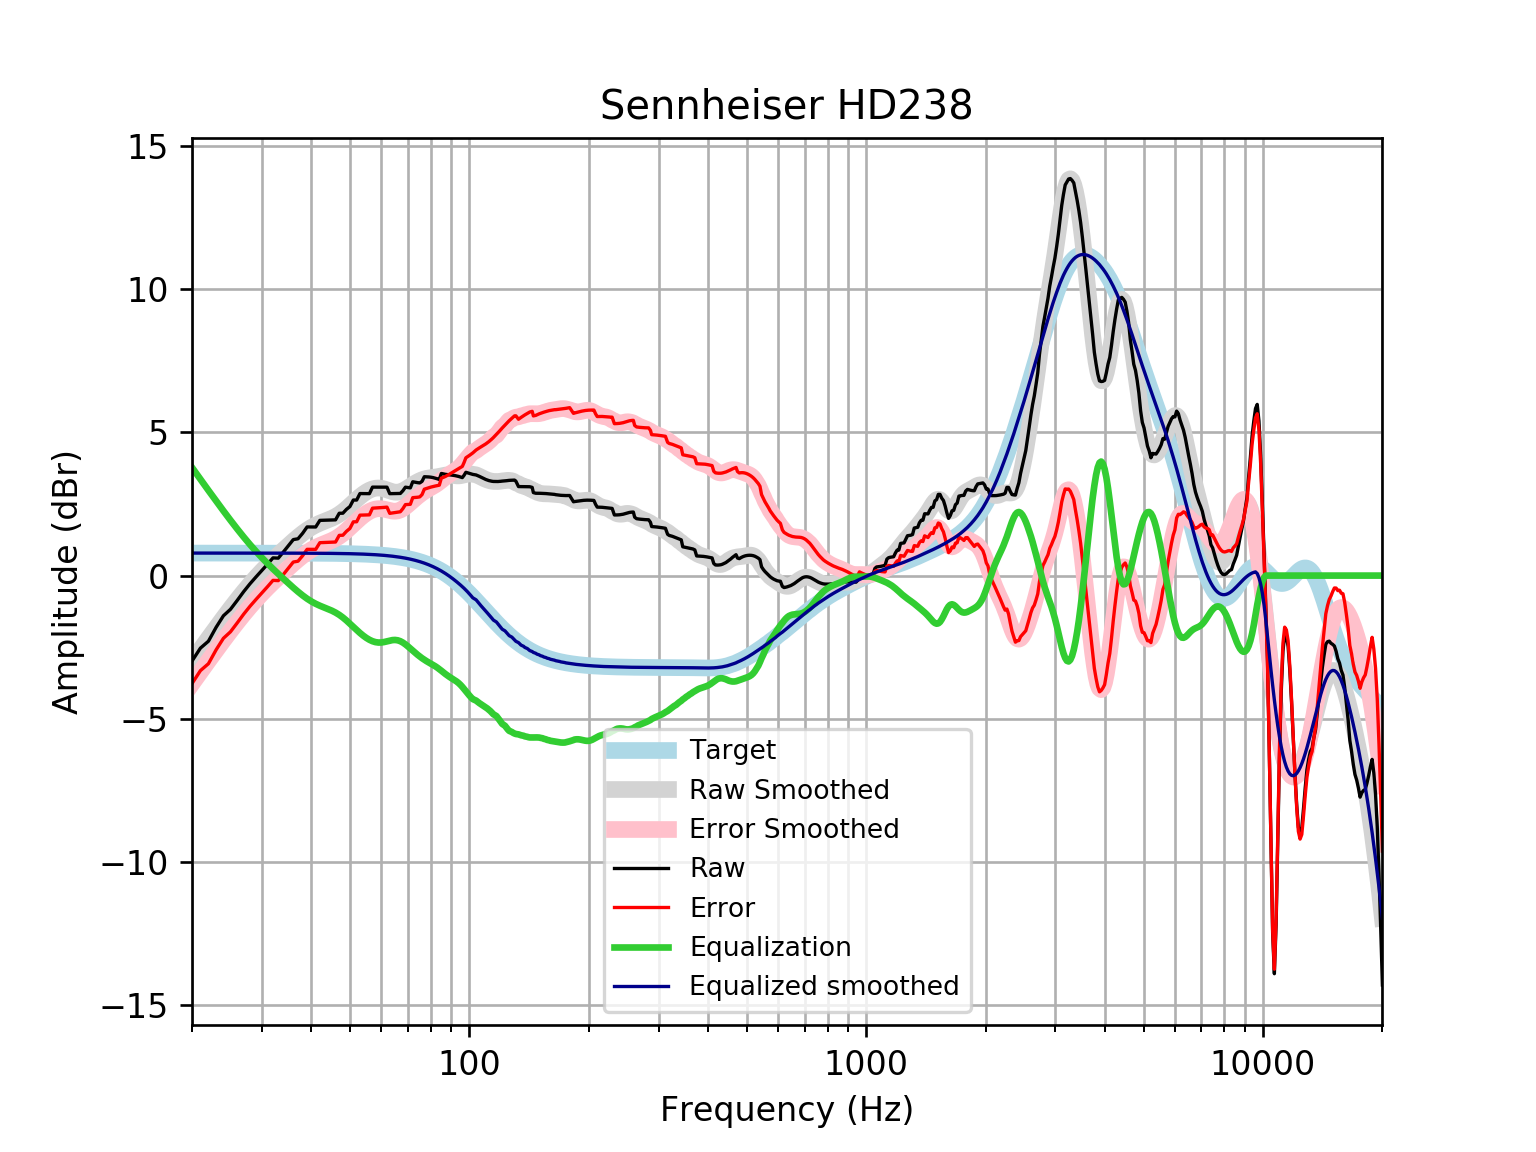 Sennheiser HD238
15
10
5
0
−5
−10
−15
Amplitude (dBr)
Target
Raw Smoothed
Error Smoothed
Raw
Error
Equalization
Equalized smoothed
100 1000 10000
Frequency (Hz)